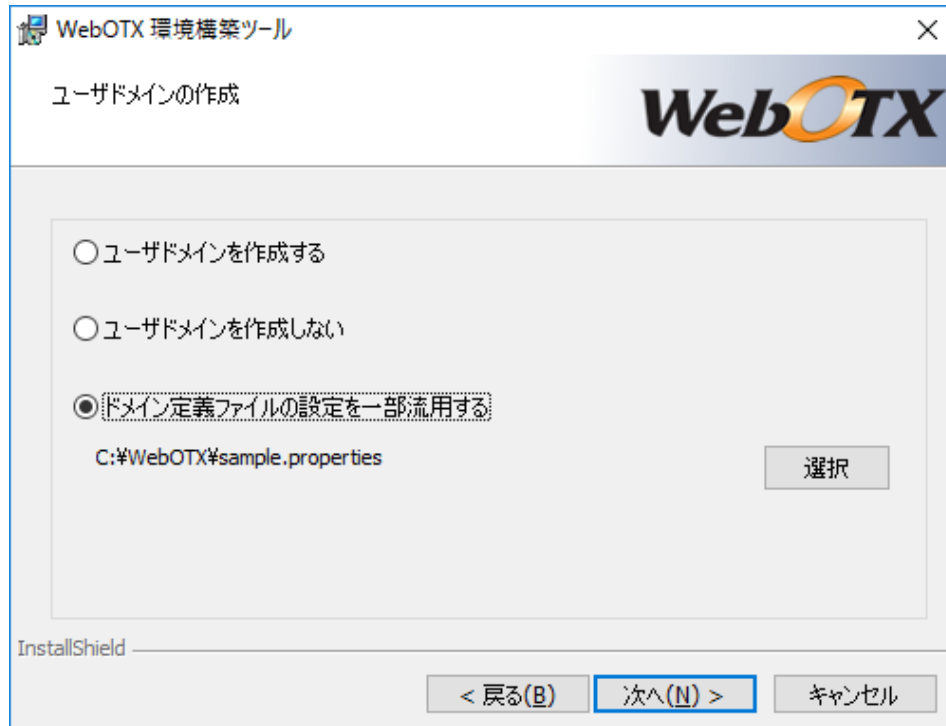 WebOTX 環境構築ツール
ユーザドメインの作成
WebOTX
ユーザドメインを作成する
ユーザドメインを作成しない
ドメイン定義ファイルの設定を一部流用する
C:¥WebOTX¥sample.properties
選択
InstallShield
< 戻る(B)
次へ(N) >
キャンセル